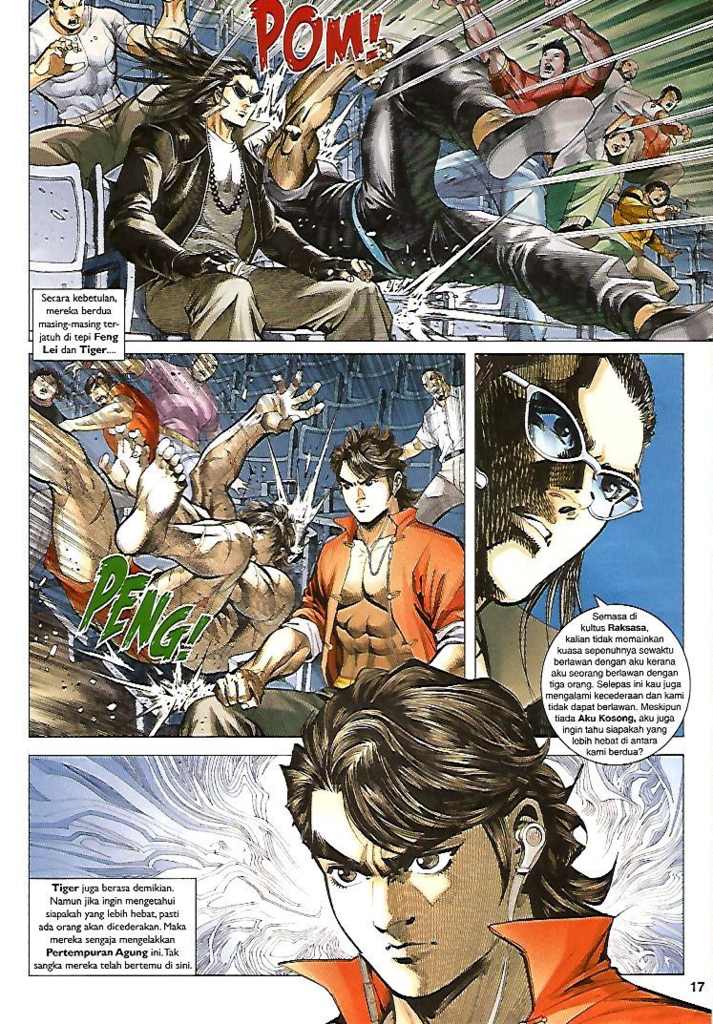 POM!
Secara kebetulan,
mereka berdua
masing-masing ter-
jatuh di tepi Feng
Lei dan Tiger....
PENG!
Semasa di
kultus Raksasa,
kalian tidak momainkan
kuasa sepenuhnya sewaktu
berlawan dengan aku kerana
aku seorang berlawan dengan
tiga orang. Selepas ini kau juga
mengalami kecederaan dan kami
tidak dapat berlawan. Meskipun
tiada Aku Kosong, aku juga
ingin tahu siapakah yang
lebih hebat di antara
kami berdua?
Tiger juga berasa demikian.
Namun jika ingin mengetahui
siapakah yang lebih hebat, pasti
ada orang akan dicederakan. Maka
mereka sengaja mengelakkan
Pertempuran Agung ini. Tak
sangka mereka telah bertemu di sini.
17